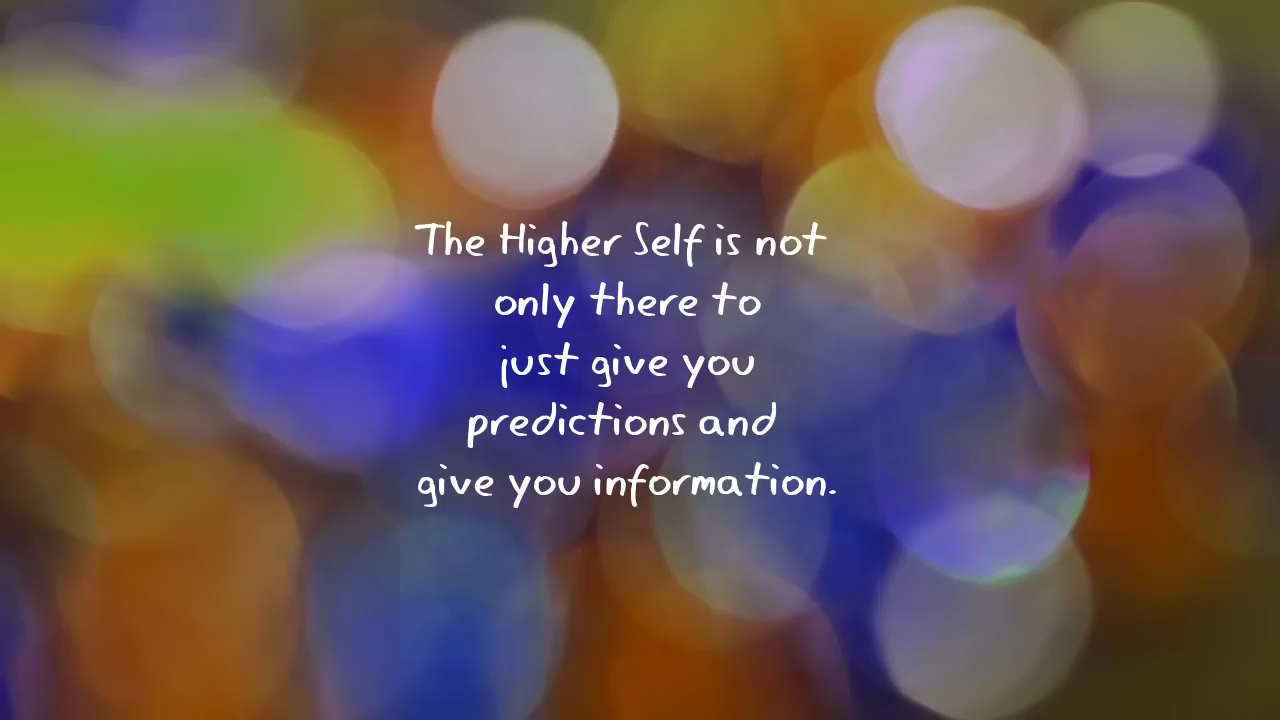 The Higher Self is not
only there to
just give you
predictions and
give you information.